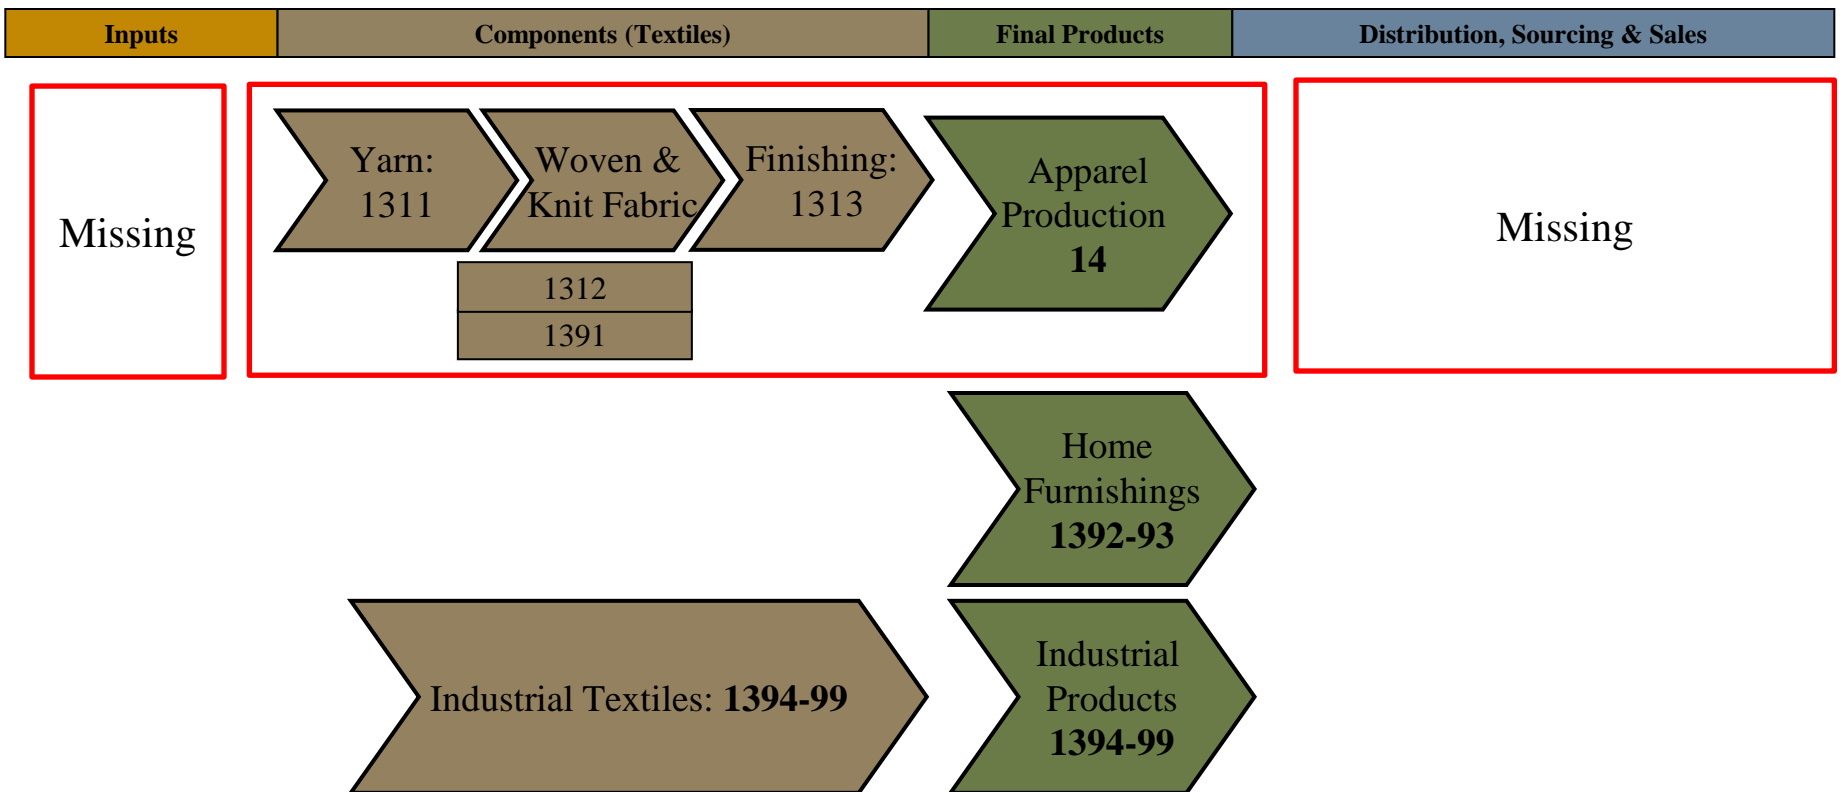 Inputs
Components (Textiles)
Final Products
Distribution, Sourcing & Sales
Missing
Yarn:
1311
Woven &
Knit Fabric
1312
1391
Finishing:
1313
Apparel
Production
14
Missing
Home
Furnishings
1392-93
Industrial Textiles: 1394-99
Industrial
Products
1394-99